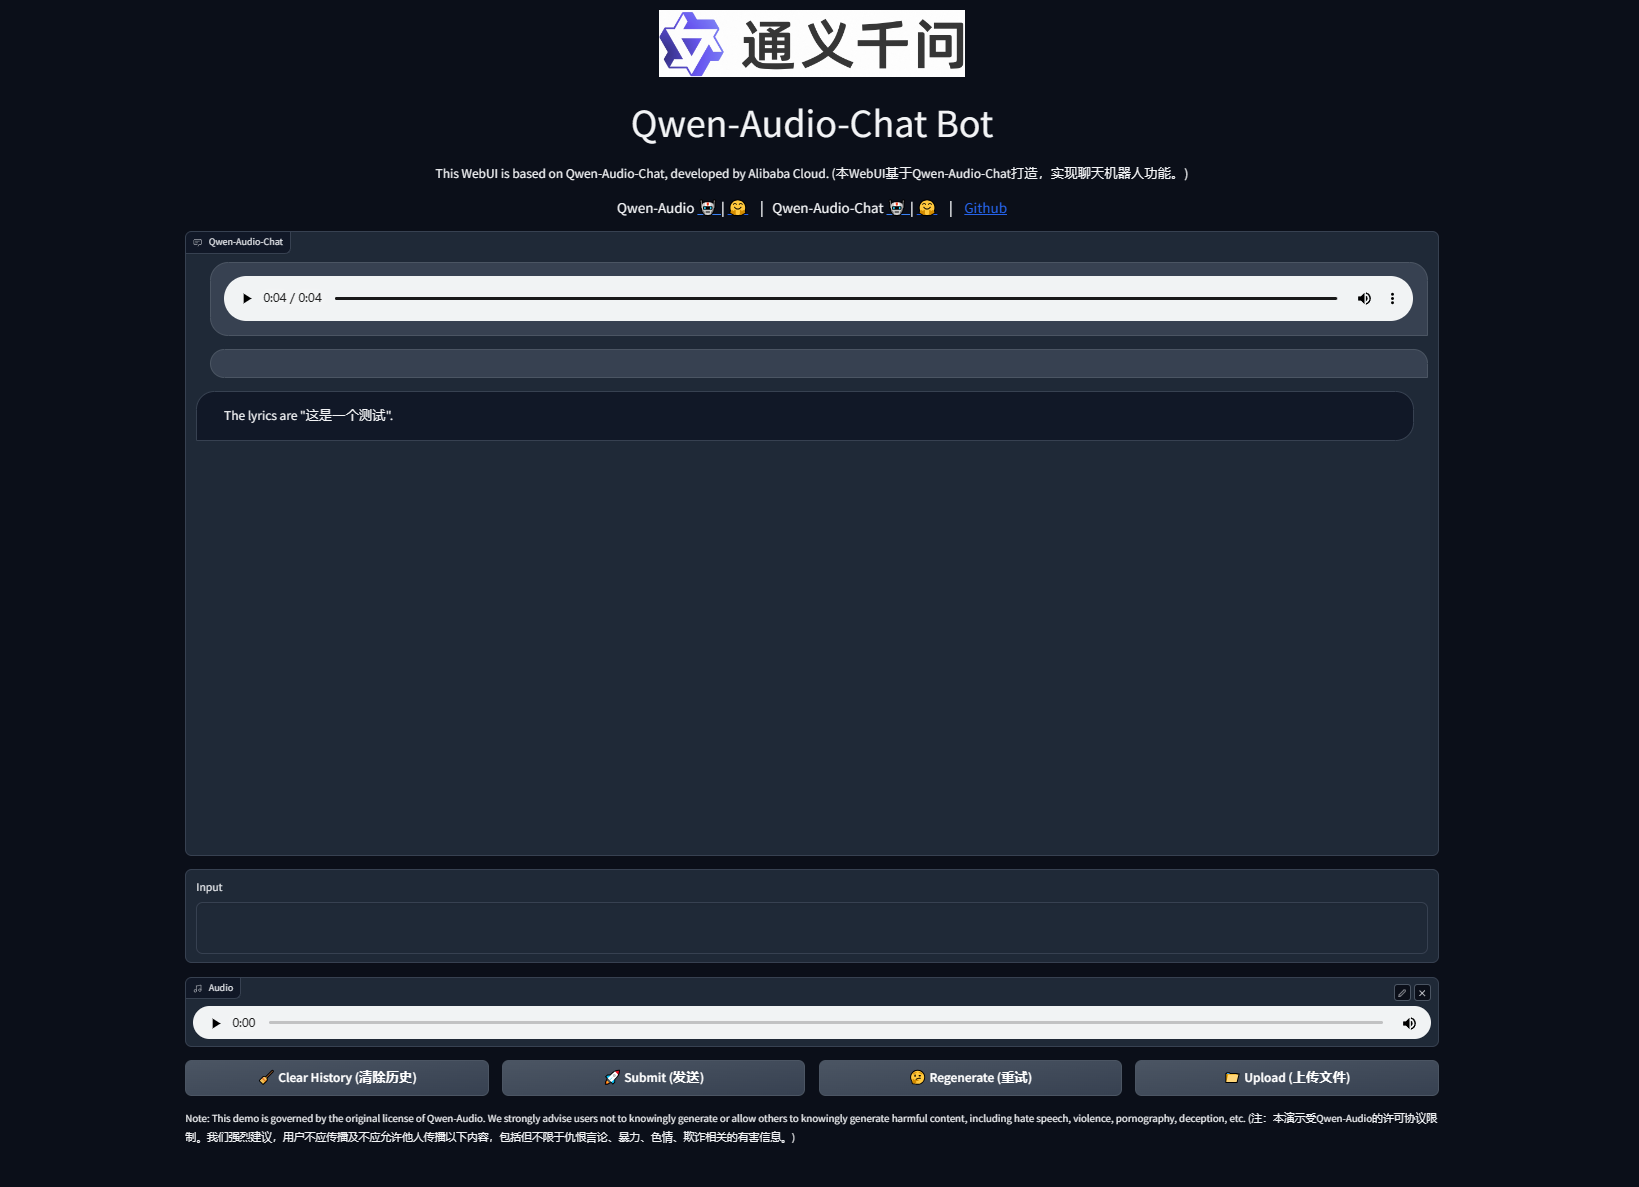 通义千问
Qwen-Audio-Chat Bot
This WebUI is based on Qwen-Audio-Chat, developed by Alibaba Cloud. (本WebUI基于Qwen-Audio-Chat打造，实现聊天机器人功能。)
Qwen-Audio 🤖 | 🤗 | Qwen-Audio-Chat 🤖 | 🤗 | Github
Qwen-Audio-Chat
0:04 / 0:04
The lyrics are "这是一个测试".
Input
Audio
0:00
🧹 Clear History (清除历史)
🚀 Submit (发送)
🤔 Regenerate (重试)
📁 Upload (上传文件)
Note: This demo is governed by the original license of Qwen-Audio. We strongly advise users not to knowingly generate or allow others to knowingly generate harmful content, including hate speech, violence, pornography, deception, etc. (注：本演示受Qwen-Audio的许可协议限
制。我们强烈建议，用户不应传播及不应允许他人传播以下内容，包括但不限于仇恨言论、暴力、色情、欺诈相关的有害信息。)